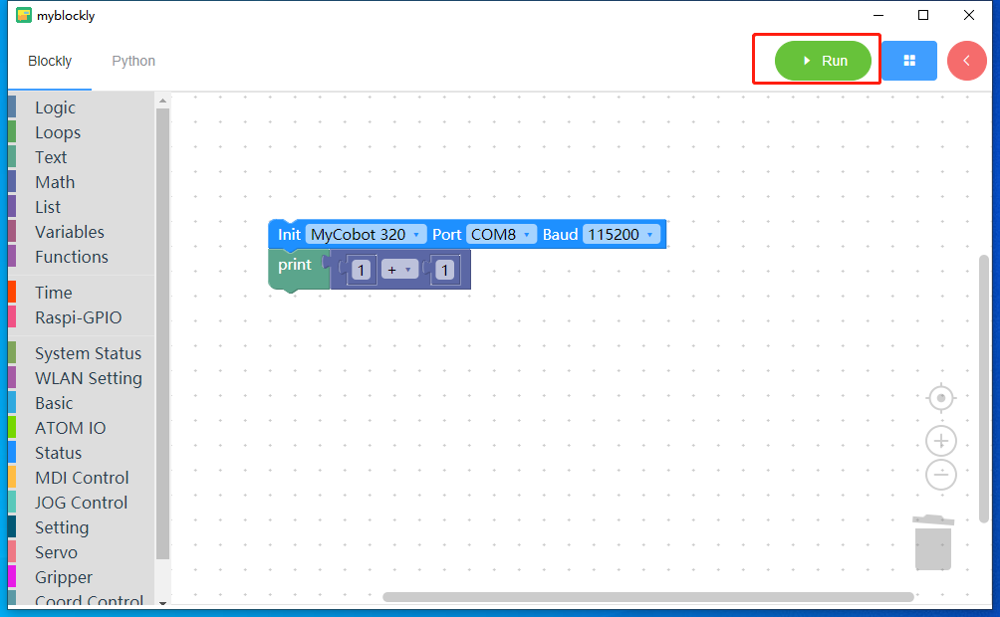 myblockly
Blockly Python Run
Logic
Loops
Text
Math
List
Variables
Functions
Time
Raspi-GPIO
System Status
WLAN Setting
Basic
ATOM IO
Status
MDI Control
JOG Control
Setting
Servo
Gripper
Coord Control
Init MyCobot 320 Port COM8 Baud 115200
print 1 + 1